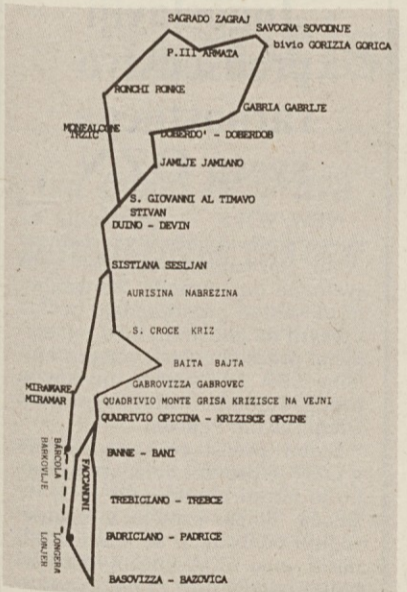 SAGRADO ZAGRAJ
SAVOGNA SOVODNJE
bivio GORIZIA GORICA
P.III ARMATA
RONCHI RONKE
GABRIA GABRIJE
MONFALCONE
TRZIC
DOBERDO' - DOBERDOB
JAMLJE JAMIANO
S. GIOVANNI AL TIMAVO
STIVAN
DUINO - DEVIN
SISTIANA SESLJAN
AURISINA NABREZINA
S. CROCE KRIZ
BAITA BAJTA
GABROVIZZA GABROVEC
MIRAMARE
MIRAMAR
QUADRIVIO MONTE GRISA KRIZISCE NA VEJNI
QUADRIVIO OPICINA - KRIZISCE OPCINE
BARCOLA
BARKOVLJE
FACCANONI
BANNE - BANI
TREBICIANO - TREBCE
LONGERA
LONJER
PADRICIANO - PADRICE
BASOVIZZA - BAZOVICA